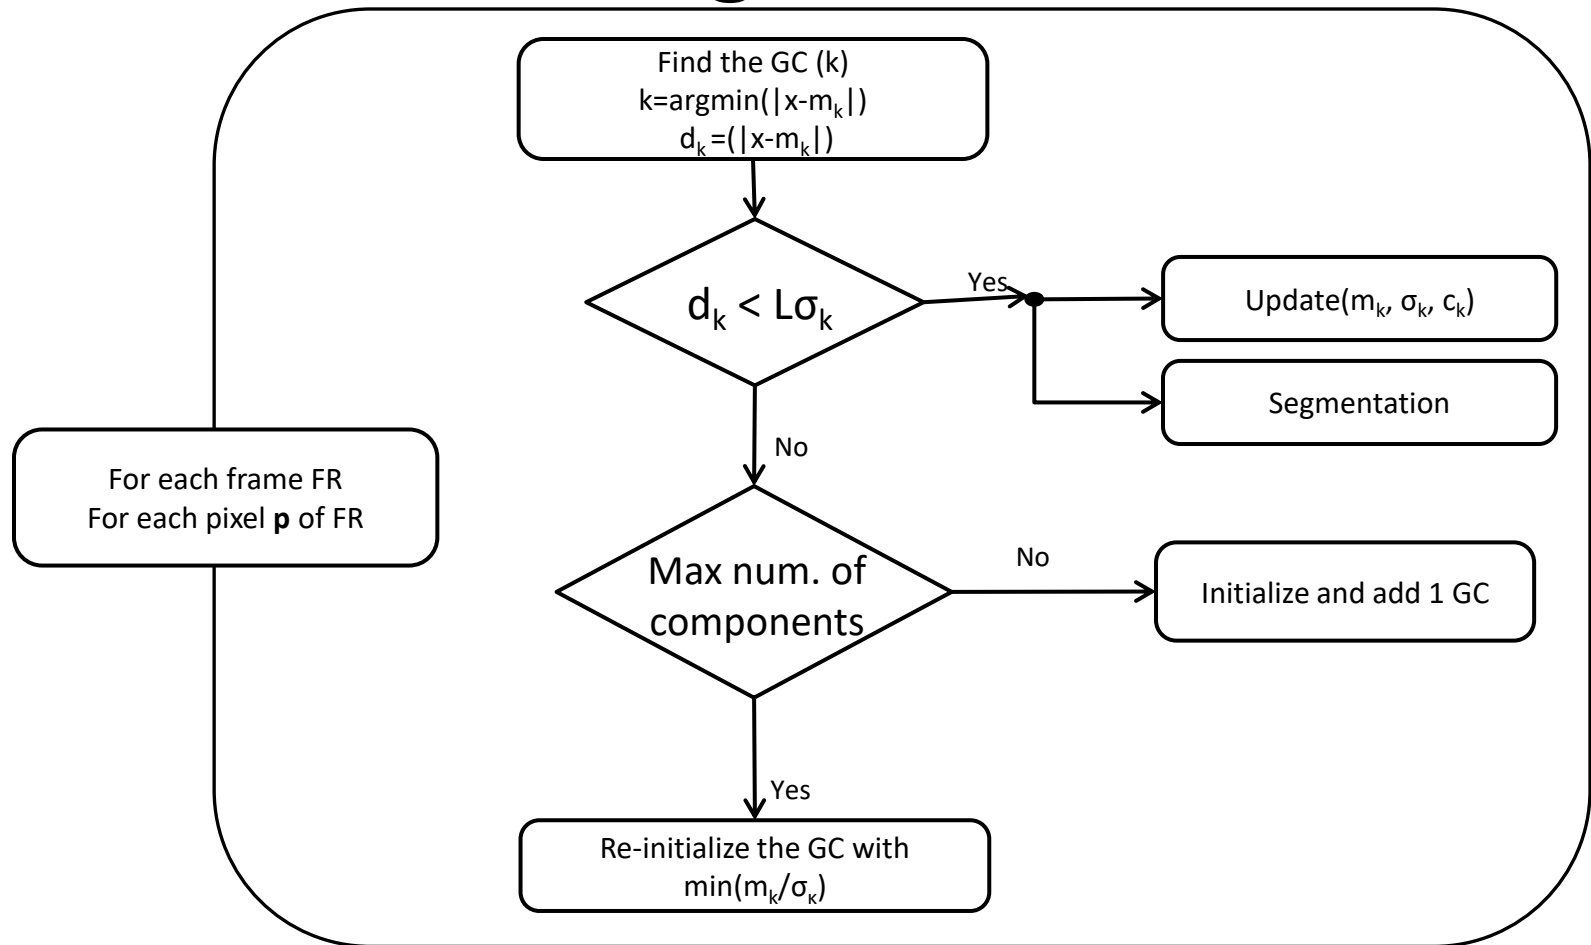 Find the GC (k)
k=argmin(|x-mₖ|)
dₖ =(|x-mₖ|)
dₖ < Lσₖ
Yes
Update(mₖ, σₖ, cₖ)
Segmentation
No
For each frame FR
For each pixel p of FR
Max num. of
components
No
Initialize and add 1 GC
Yes
Re-initialize the GC with
min(mₖ/σₖ)